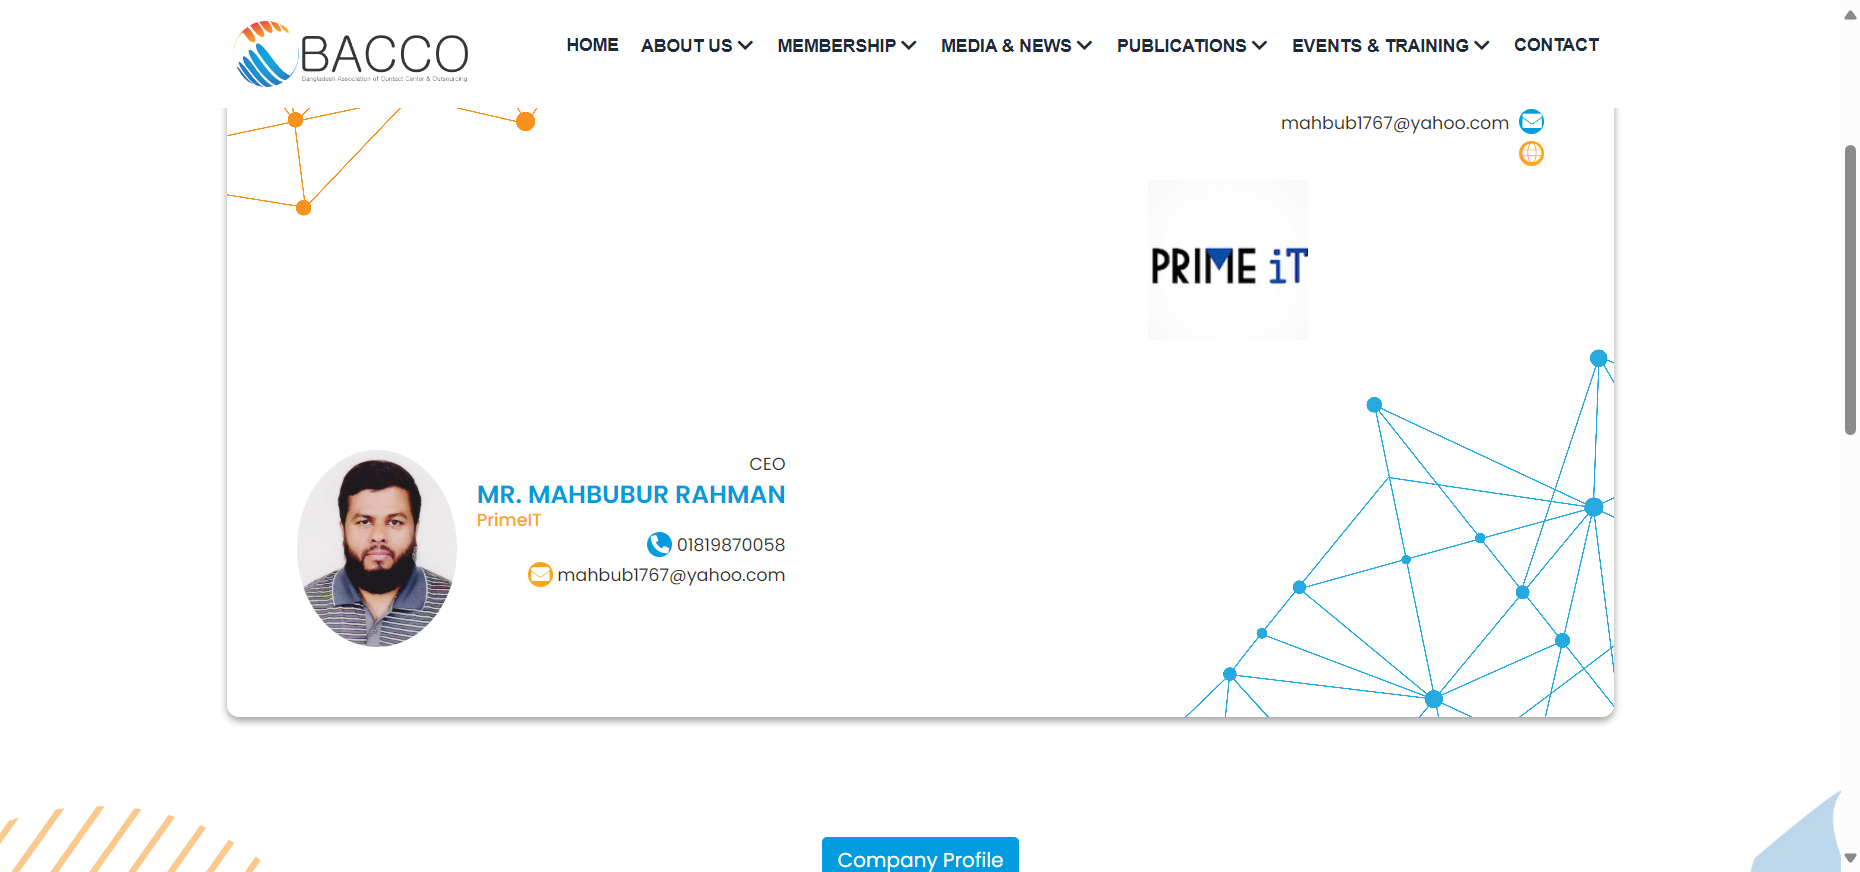 BACCO
Bangladesh Association of Contact Center & Outsourcing
HOME ABOUT US MEMBERSHIP MEDIA & NEWS PUBLICATIONS EVENTS & TRAINING CONTACT
mahbub1767@yahoo.com
PRIME iT
CEO
MR. MAHBUBUR RAHMAN
PrimeIT
01819870058
mahbub1767@yahoo.com
Company Profile